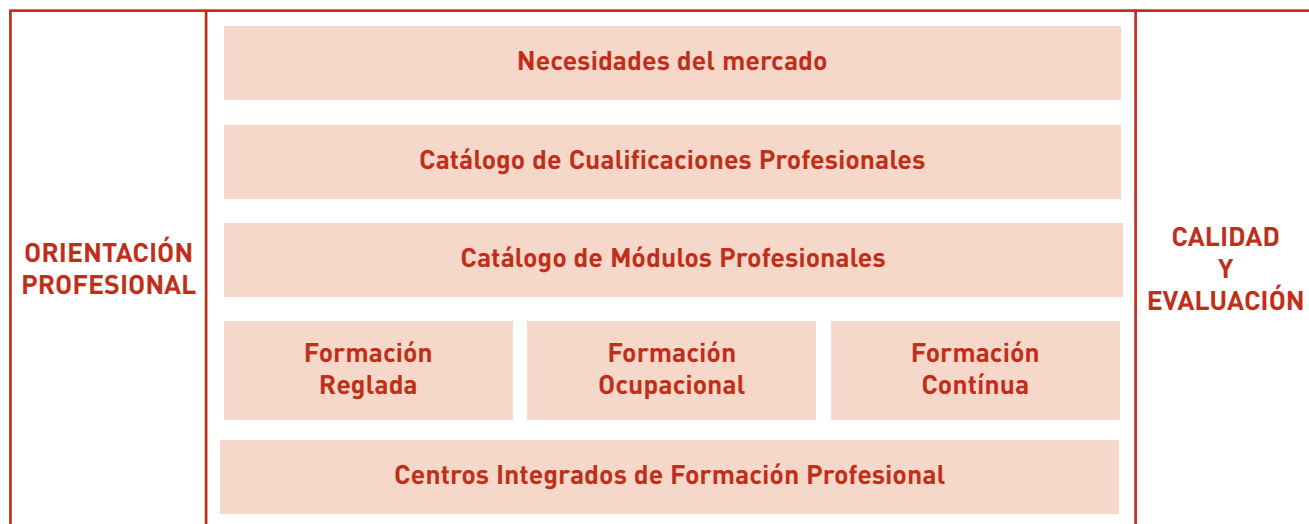 ORIENTACIÓN
PROFESIONAL
Necesidades del mercado
Catálogo de Cualificaciones Profesionales
Catálogo de Módulos Profesionales
Formación
Reglada
Formación
Ocupacional
Formación
Contínua
Centros Integrados de Formación Profesional
CALIDAD
Y
EVALUACIÓN